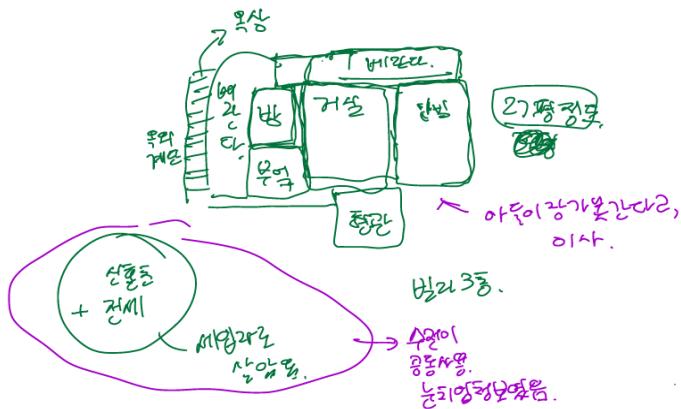 옥상
베란다.
베란다.
방
거실
안방
27평 정도.
옥외
계단
부엌
현관
아들이 장가 못간다고,
이사.
신혼초
+ 전세
빌라 3층.
세입자로
살았음.
수전이
공동사용.
눈치엄청보였음.